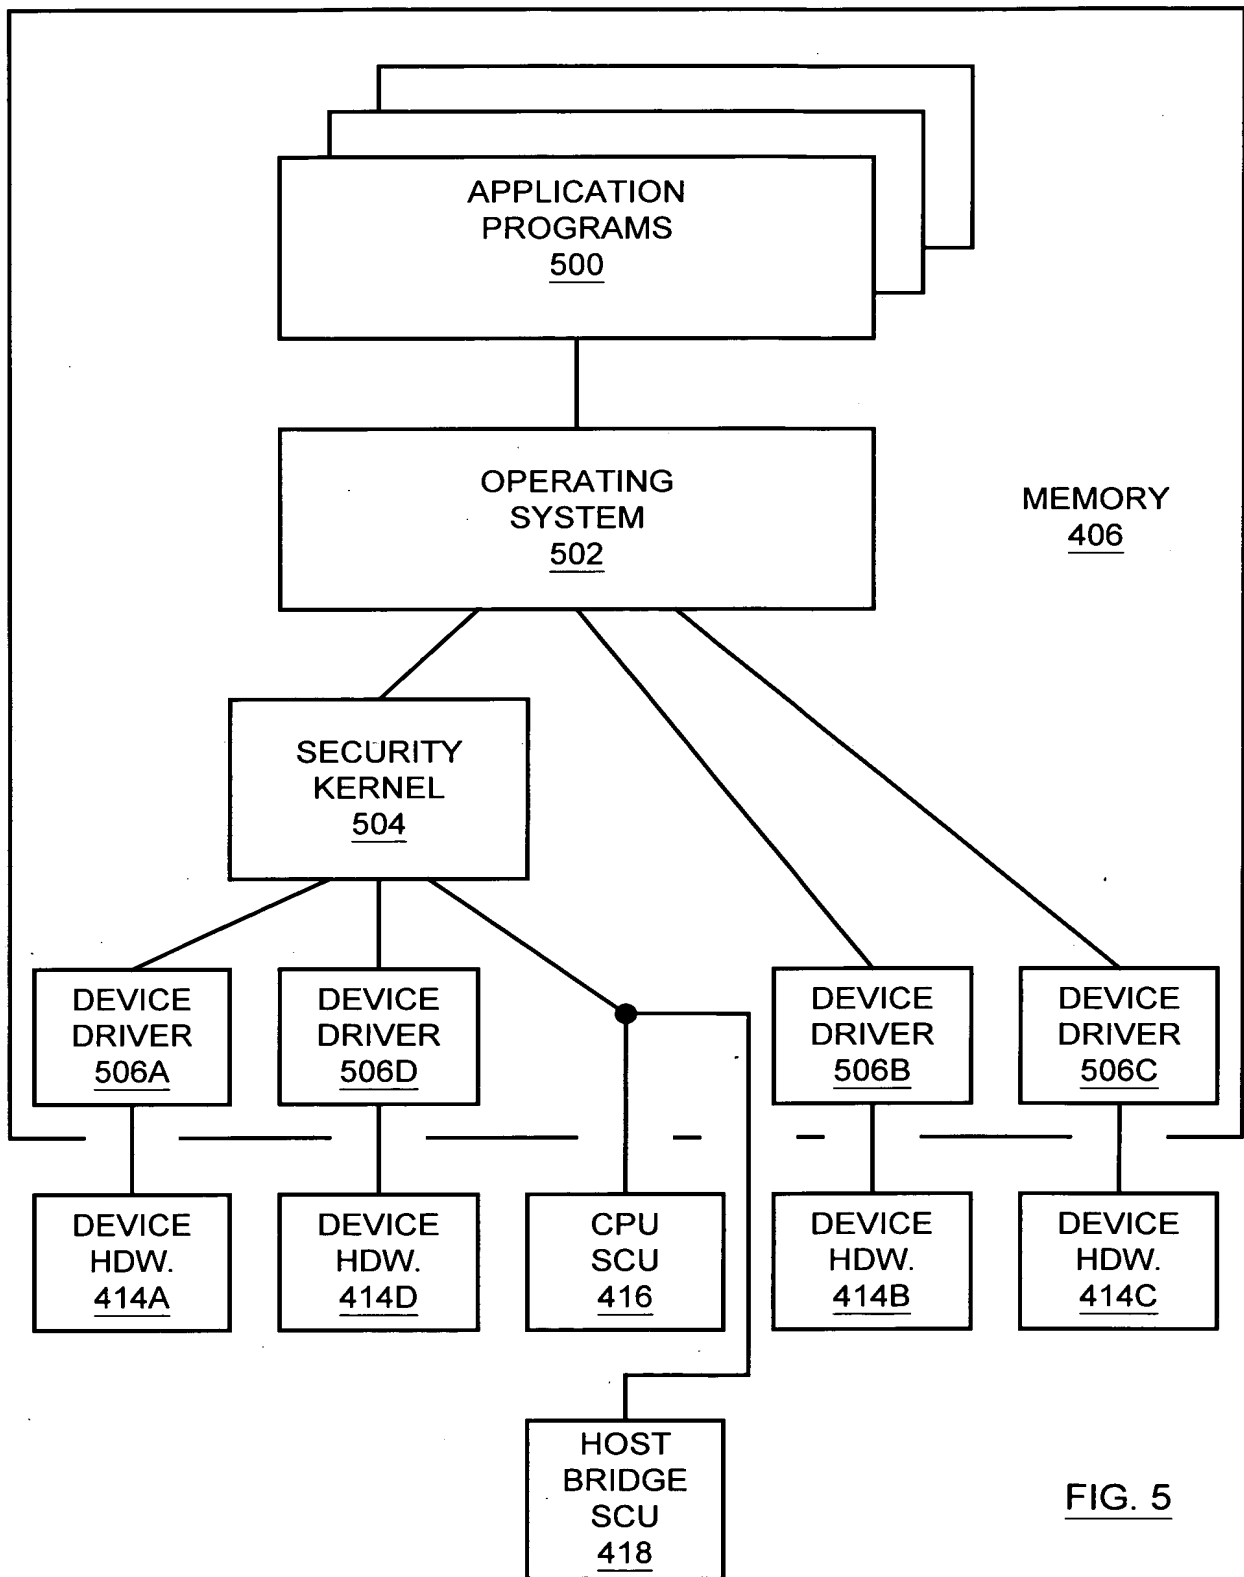 APPLICATION
PROGRAMS
500
OPERATING
SYSTEM
502
MEMORY
406
SECURITY
KERNEL
504
DEVICE
DRIVER
506A
DEVICE
DRIVER
506D
DEVICE
DRIVER
506B
DEVICE
DRIVER
506C
DEVICE
HDW.
414A
DEVICE
HDW.
414D
CPU
SCU
416
DEVICE
HDW.
414B
DEVICE
HDW.
414C
HOST
BRIDGE
SCU
418
FIG. 5